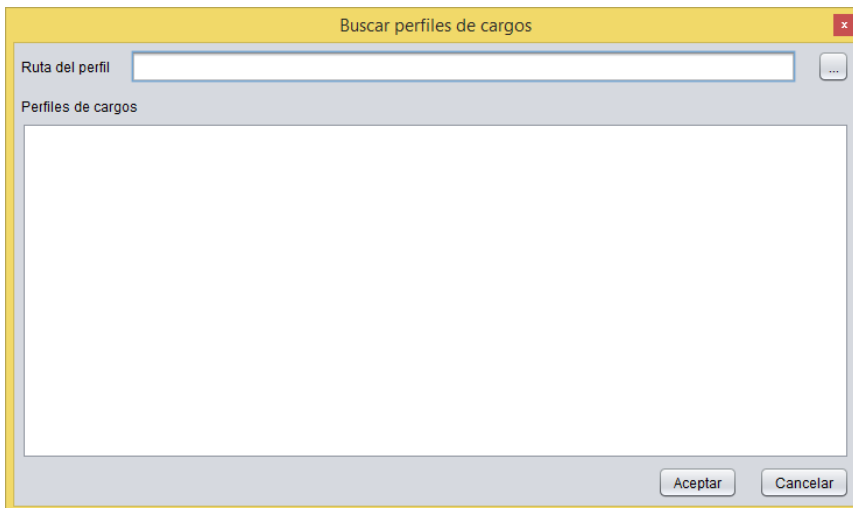 Buscar perfiles de cargos
x
Ruta del perfil
...
Perfiles de cargos
Aceptar Cancelar